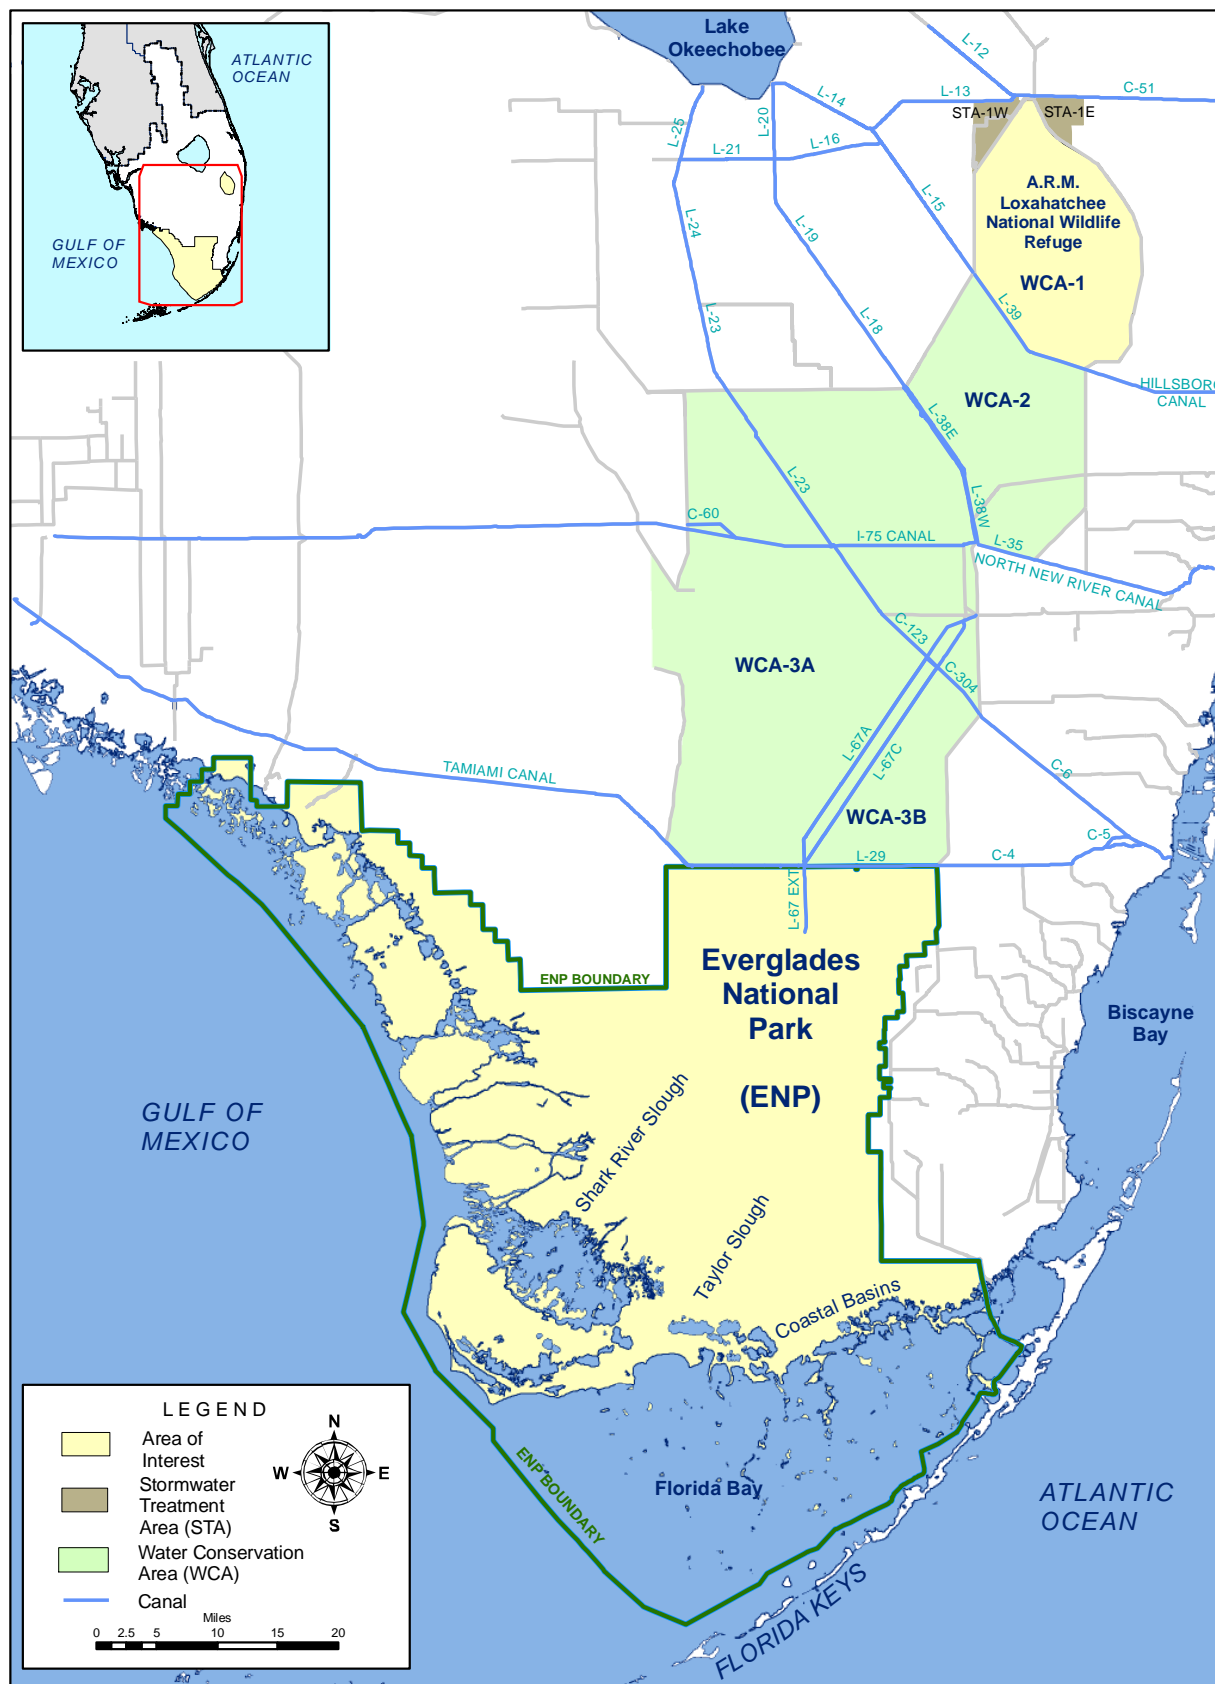 ATLANTIC
OCEAN
GULF OF
MEXICO
Lake
Okeechobee
L-12
L-13
C-51
L-14
L-20
L-25
STA-1W
STA-1E
L-21
L-16
L-15
L-24
L-19
A.R.M.
Loxahatchee
National Wildlife
Refuge
WCA-1
L-23
L-18
L-39
HILLSBORO
CANAL
WCA-2
L-38E
L-23
L-38W
C-60
I-75 CANAL
L-35
NORTH NEW RIVER CANAL
C-123
WCA-3A
C-304
L-67A
L-67C
C-6
TAMIAMI CANAL
WCA-3B
C-5
L-29
C-4
L-67 EXT
ENP BOUNDARY
Everglades
National
Park
(ENP)
Biscayne
Bay
GULF OF
MEXICO
Shark River Slough
Taylor Slough
Coastal Basins
ENP BOUNDARY
Florida Bay
ATLANTIC
OCEAN
FLORIDA KEYS
LEGEND
Area of
Interest
Stormwater
Treatment
Area (STA)
Water Conservation
Area (WCA)
Canal
N
W
E
S
Miles
0 2.5 5 10 15 20